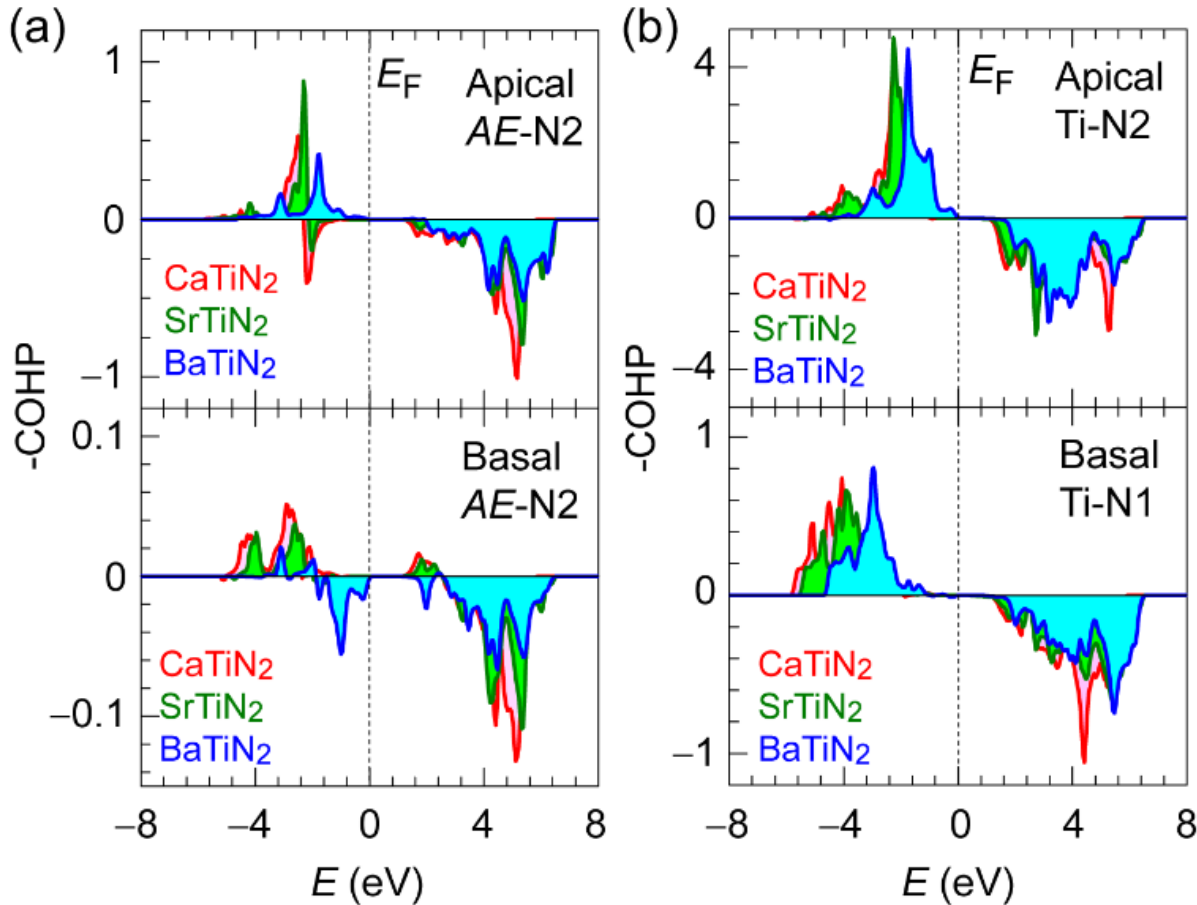 (a)
1
0
−1
E_F
Apical
AE-N2
CaTiN₂
SrTiN₂
BaTiN₂
-COHP
0.1
0
−0.1
Basal
AE-N2
CaTiN₂
SrTiN₂
BaTiN₂
−8 −4 0 4 8
E (eV)
(b)
4
0
−4
E_F
Apical
Ti-N2
CaTiN₂
SrTiN₂
BaTiN₂
-COHP
1
0
−1
Basal
Ti-N1
CaTiN₂
SrTiN₂
BaTiN₂
−8 −4 0 4 8
E (eV)